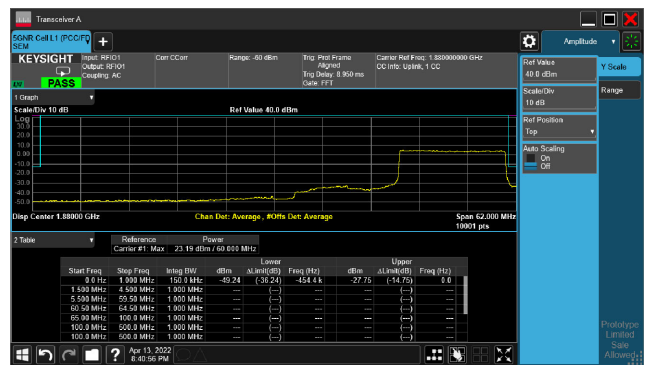 Transceiver A
5GNR Cell L1 (PCC/FD
SEM
+
Amplitude
KEYSIGHT
PASS
Input: RFIO1
Output: RFIO1
Coupling: AC
Corr CCorr
Range: -60 dBm
Trig: Prot Frame
Aligned
Trig Delay: 8.950 ms
Gate: FFT
Carrier Ref Freq: 1.880000000 GHz
CC Info: Uplink, 1 CC
Ref Value
40.0 dBm
Y Scale
Scale/Div
10 dB
Range
Ref Position
Top
Auto Scaling
On
Off
1 Graph
Scale/Div 10 dB
Ref Value 40.0 dBm
Log
30.0
20.0
10.0
0.00
-10.0
-20.0
-30.0
-40.0
-50.0
Disp Center 1.88000 GHz
Chan Det: Average, #Offs Det: Average
Span 62.000 MHz
10001 pts
2 Table
Reference Power
Carrier #1: Max 23.19 dBm / 60.000 MHz
Lower Upper
Start Freq Stop Freq Integ BW dBm ΔLimit(dB) Freq (Hz) dBm ΔLimit(dB) Freq (Hz)
0.0 Hz 1.000 MHz 150.0 kHz -49.24 (-36.24) -454.4 k -27.75 (-14.75) 0.0
1.500 MHz 4.500 MHz 1.000 MHz --- (---) --- --- (---) ---
5.500 MHz 59.50 MHz 1.000 MHz --- (---) --- --- (---) ---
60.50 MHz 64.50 MHz 1.000 MHz --- (---) --- --- (---) ---
65.00 MHz 100.0 MHz 1.000 MHz --- (---) --- --- (---) ---
100.0 MHz 500.0 MHz 1.000 MHz --- (---) --- --- (---) ---
100.0 MHz 500.0 MHz 1.000 MHz --- (---) --- --- (---) ---
Prototype
Limited
Sale
Allowed
?
Apr 13, 2022
8:40:56 PM